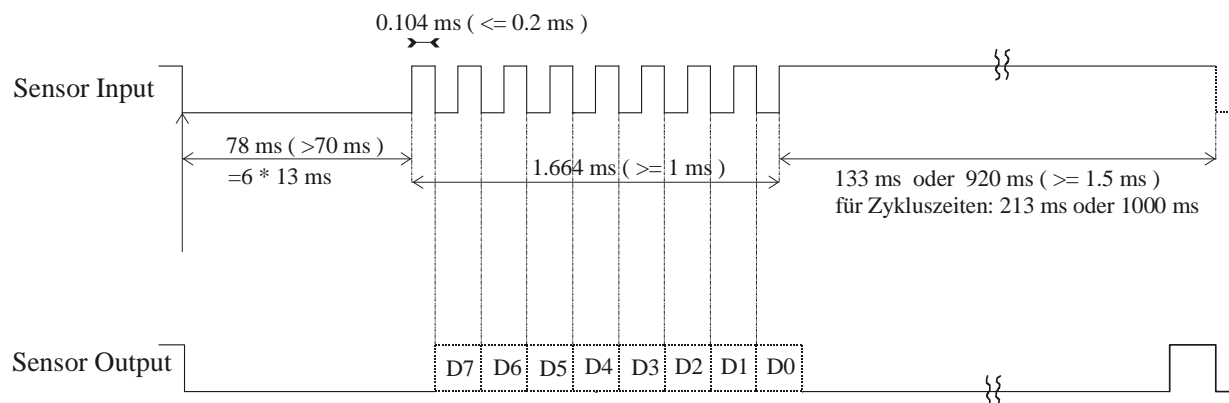 0.104 ms ( <= 0.2 ms )
Sensor Input
78 ms ( >70 ms )
=6 * 13 ms
1.664 ms ( >= 1 ms )
133 ms oder 920 ms ( >= 1.5 ms )
für Zykluszeiten: 213 ms oder 1000 ms
Sensor Output
D7 D6 D5 D4 D3 D2 D1 D0